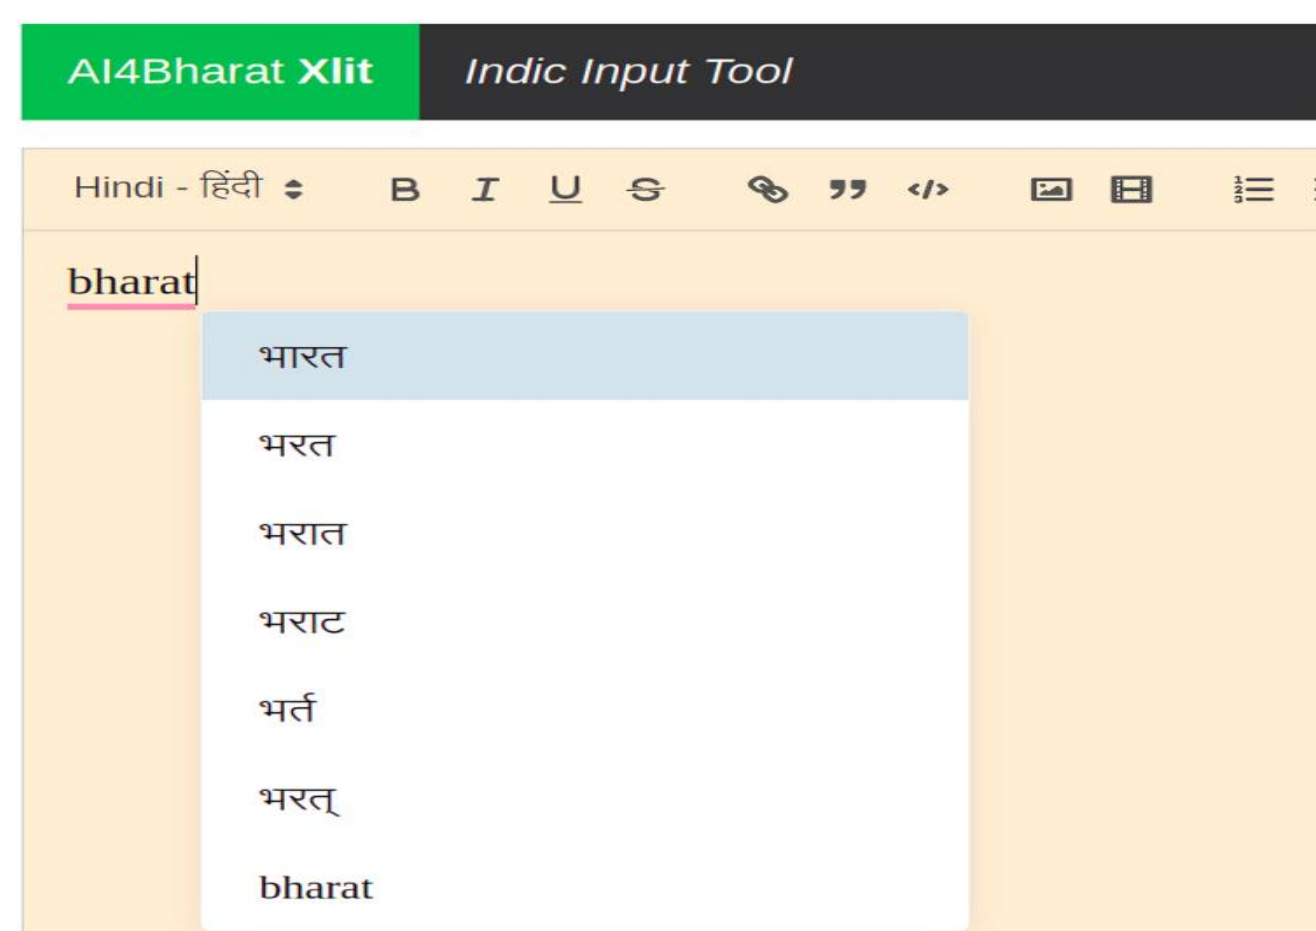 AI4Bharat Xlit Indic Input Tool
Hindi - हिंदी
bharat
भारत
भरत
भरात
भराट
भर्त
भरत्
bharat